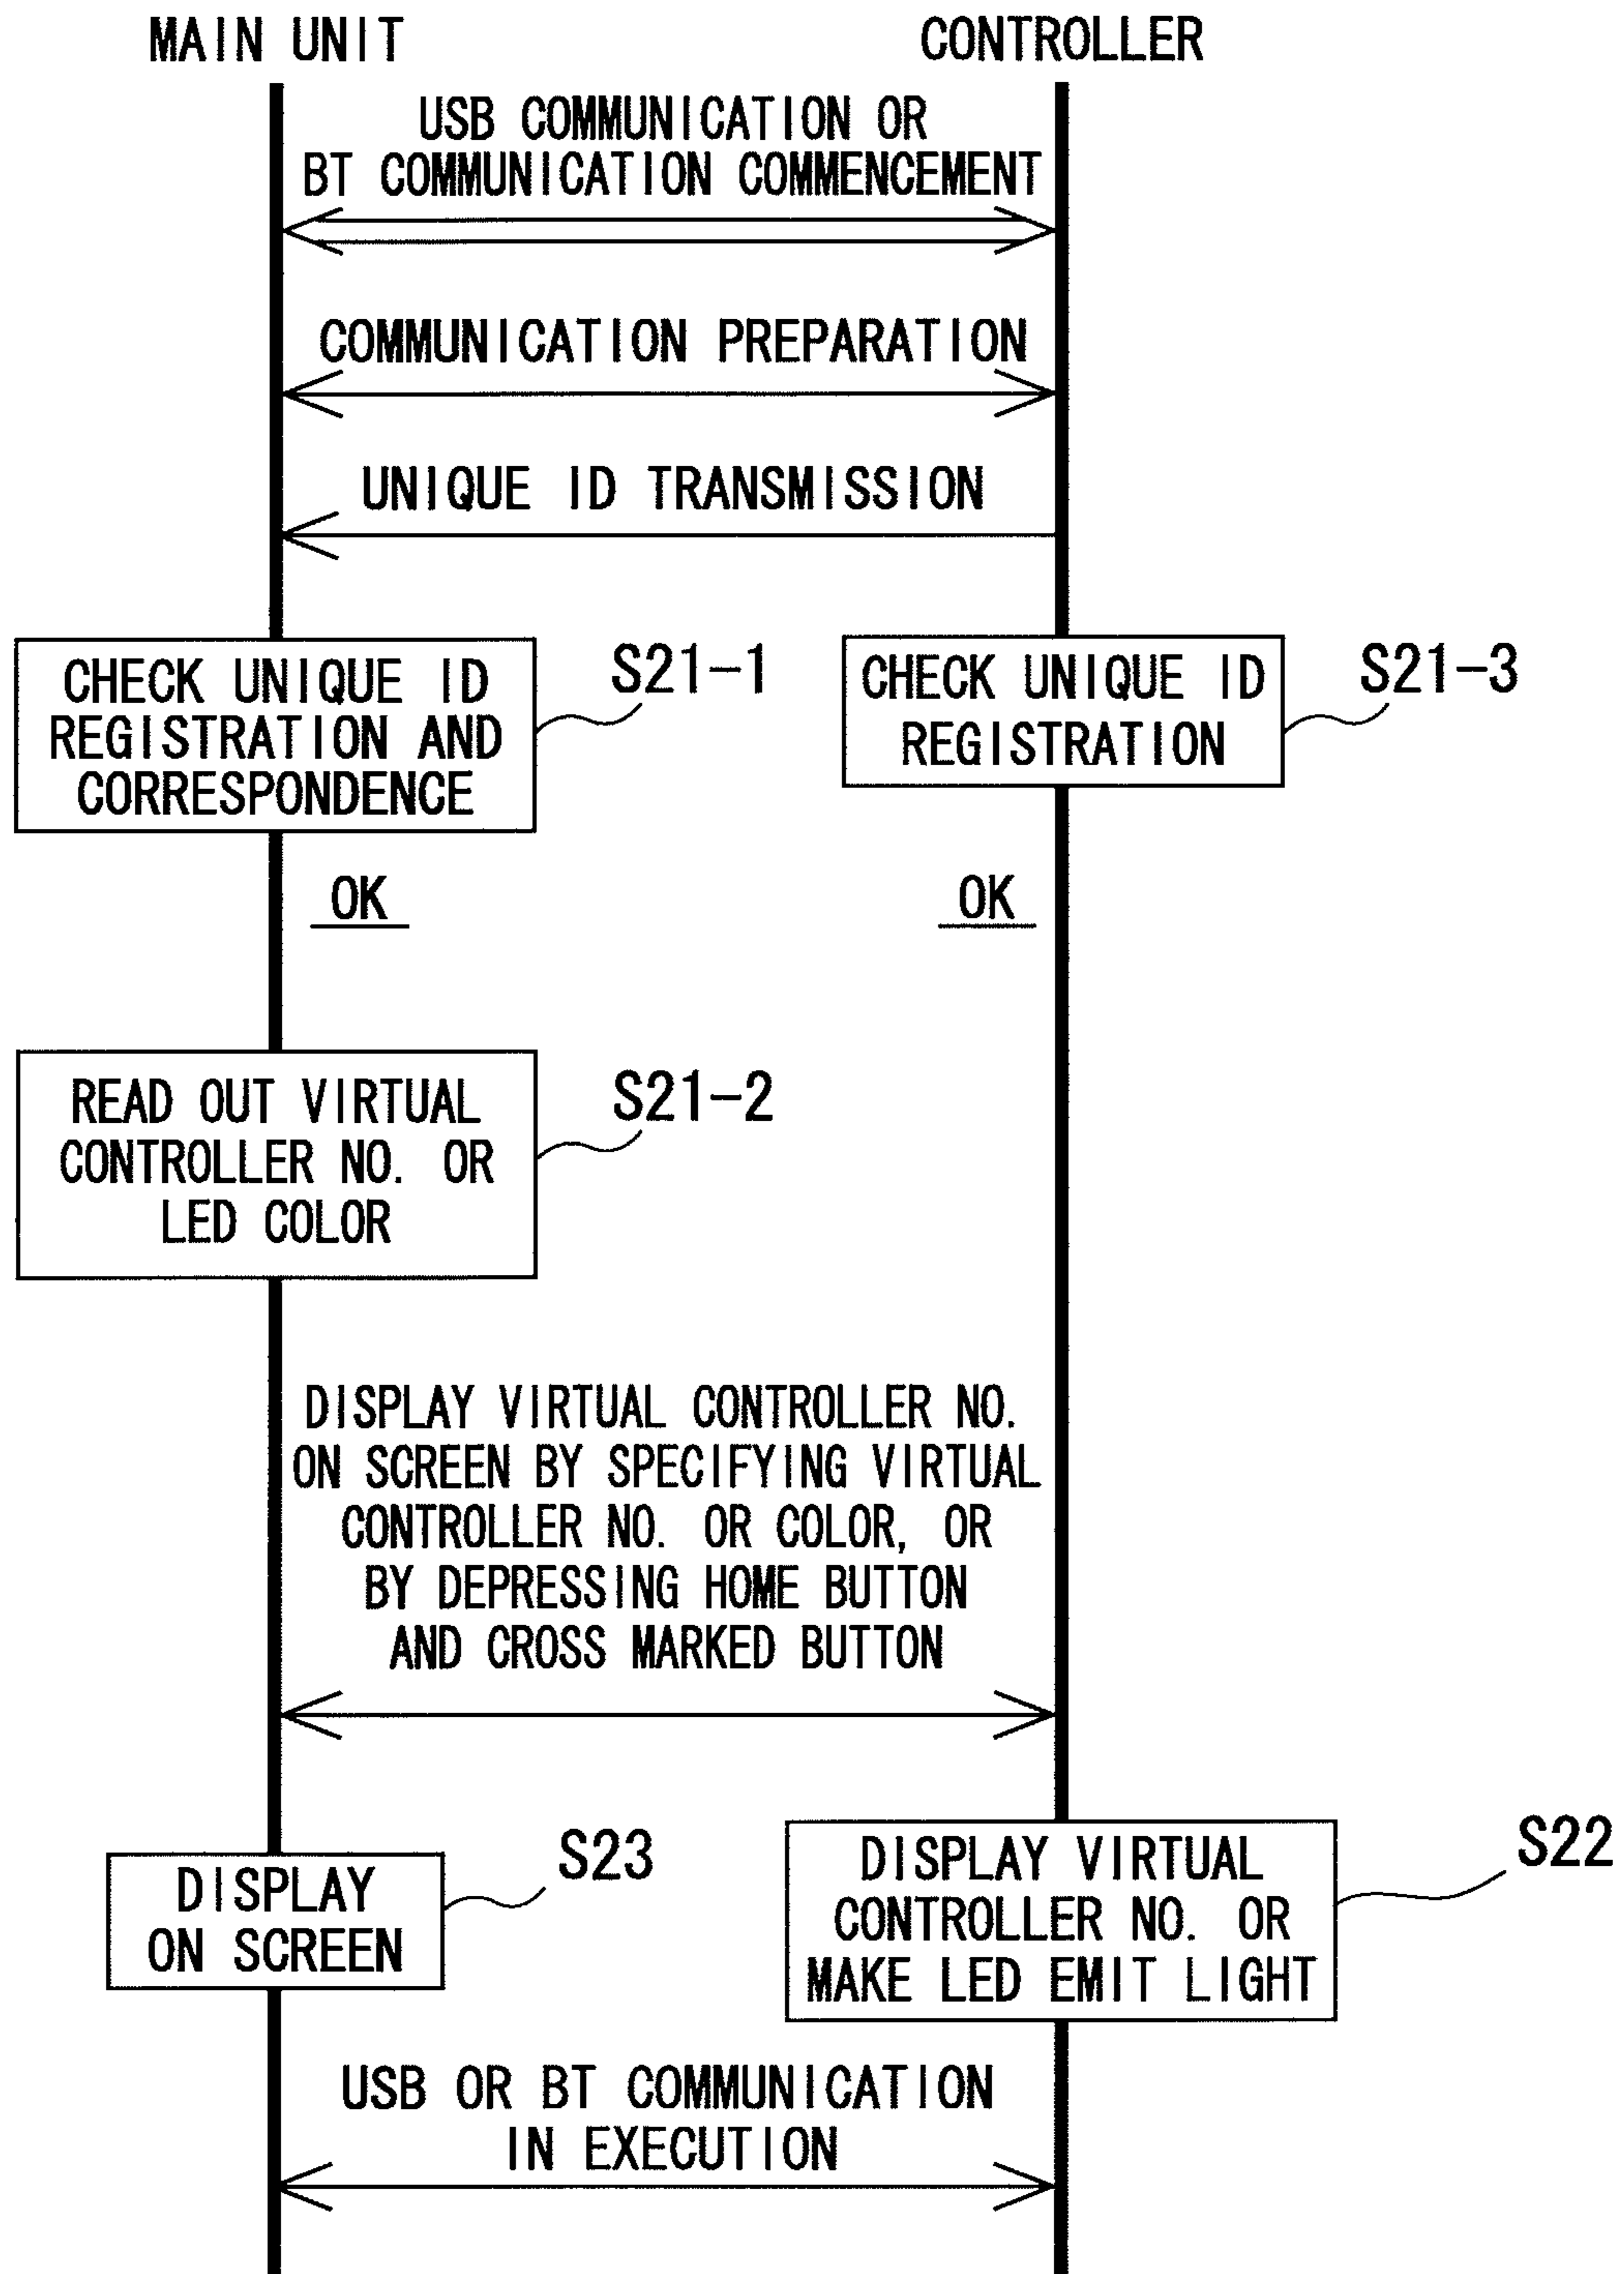 MAIN UNIT
CONTROLLER
USB COMMUNICATION OR
BT COMMUNICATION COMMENCEMENT
COMMUNICATION PREPARATION
UNIQUE ID TRANSMISSION
CHECK UNIQUE ID
REGISTRATION AND
CORRESPONDENCE
S21-1
CHECK UNIQUE ID
REGISTRATION
S21-3
OK
OK
READ OUT VIRTUAL
CONTROLLER NO. OR
LED COLOR
S21-2
DISPLAY VIRTUAL CONTROLLER NO.
ON SCREEN BY SPECIFYING VIRTUAL
CONTROLLER NO. OR COLOR, OR
BY DEPRESSING HOME BUTTON
AND CROSS MARKED BUTTON
DISPLAY
ON SCREEN
S23
DISPLAY VIRTUAL
CONTROLLER NO. OR
MAKE LED EMIT LIGHT
S22
USB OR BT COMMUNICATION
IN EXECUTION